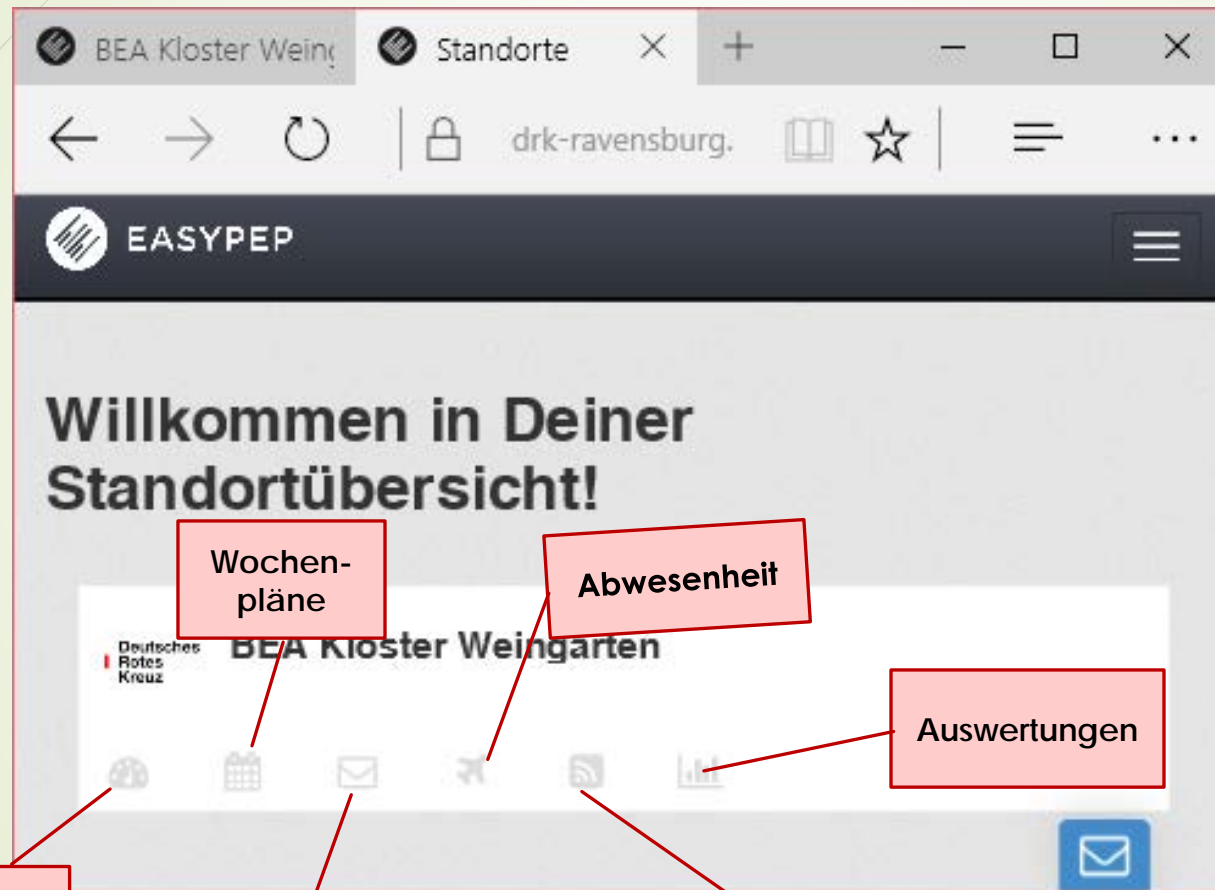 BEA Kloster Wein
Standorte
drk-ravensburg.
EASYPEP
Willkommen in Deiner
Standortübersicht!
Wochen-
pläne
Abwesenheit
Deutsches
Rotes
Kreuz
BEA Kloster Weingarten
Auswertungen